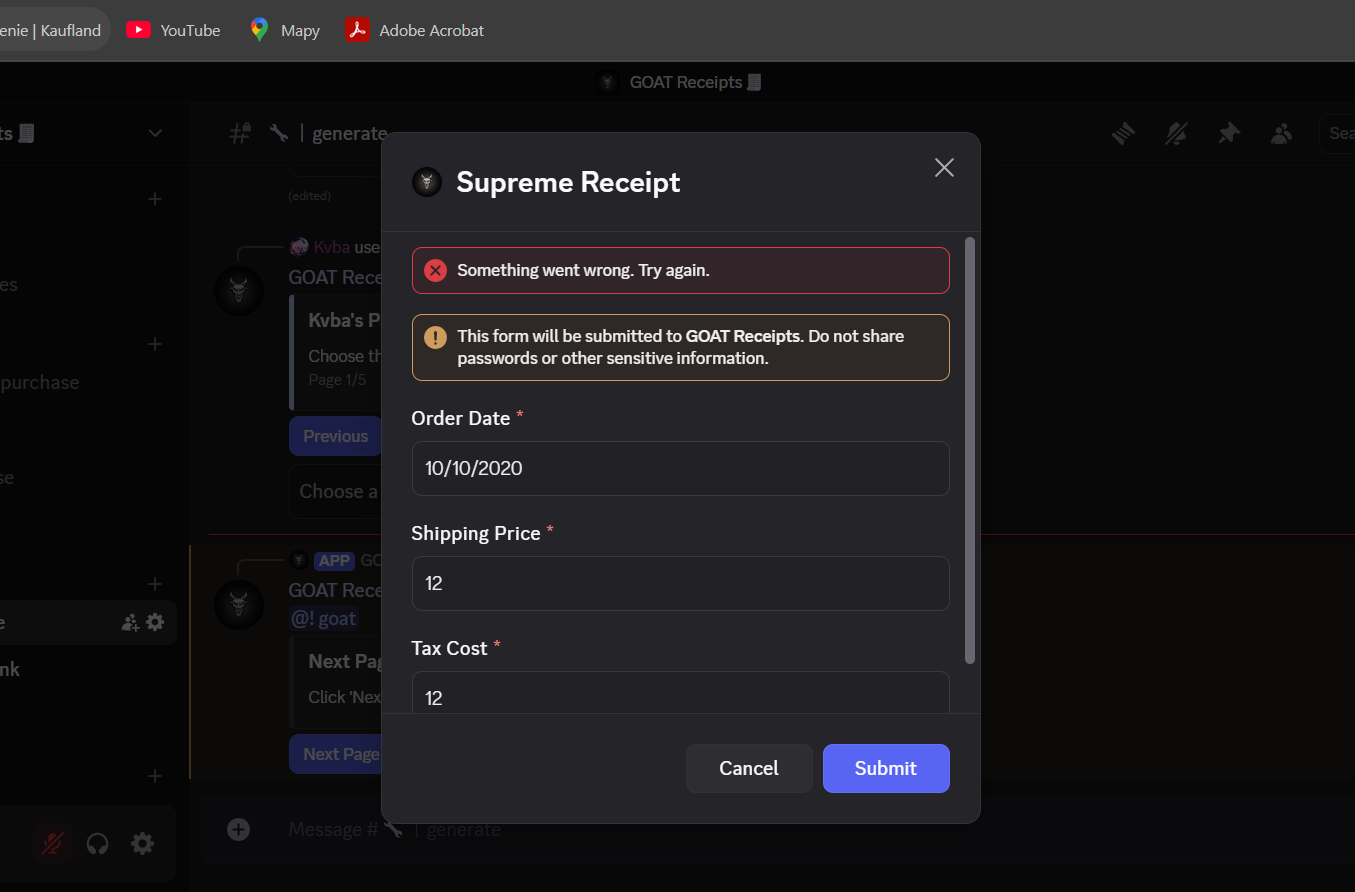 enie | Kaufland
YouTube
Mapy
Adobe Acrobat
GOAT Receipts
ts
generate
Sea
(edited)
Kvba use
GOAT Rece
es
Kvba's P
Choose th
Page 1/5
purchase
Previous
se
Choose a
APP GO
GOAT Rece
@! goat
e
Next Pag
nk
Click 'Nex
Next Page
Message # | generate
Supreme Receipt
Something went wrong. Try again.
This form will be submitted to GOAT Receipts. Do not share
passwords or other sensitive information.
Order Date *
10/10/2020
Shipping Price *
12
Tax Cost *
12
Cancel
Submit